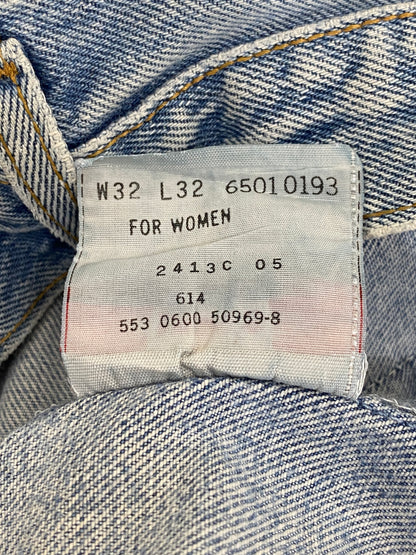 W32 L32 65010193
FOR WOMEN
2413C 05
614
553 0600 50969-8